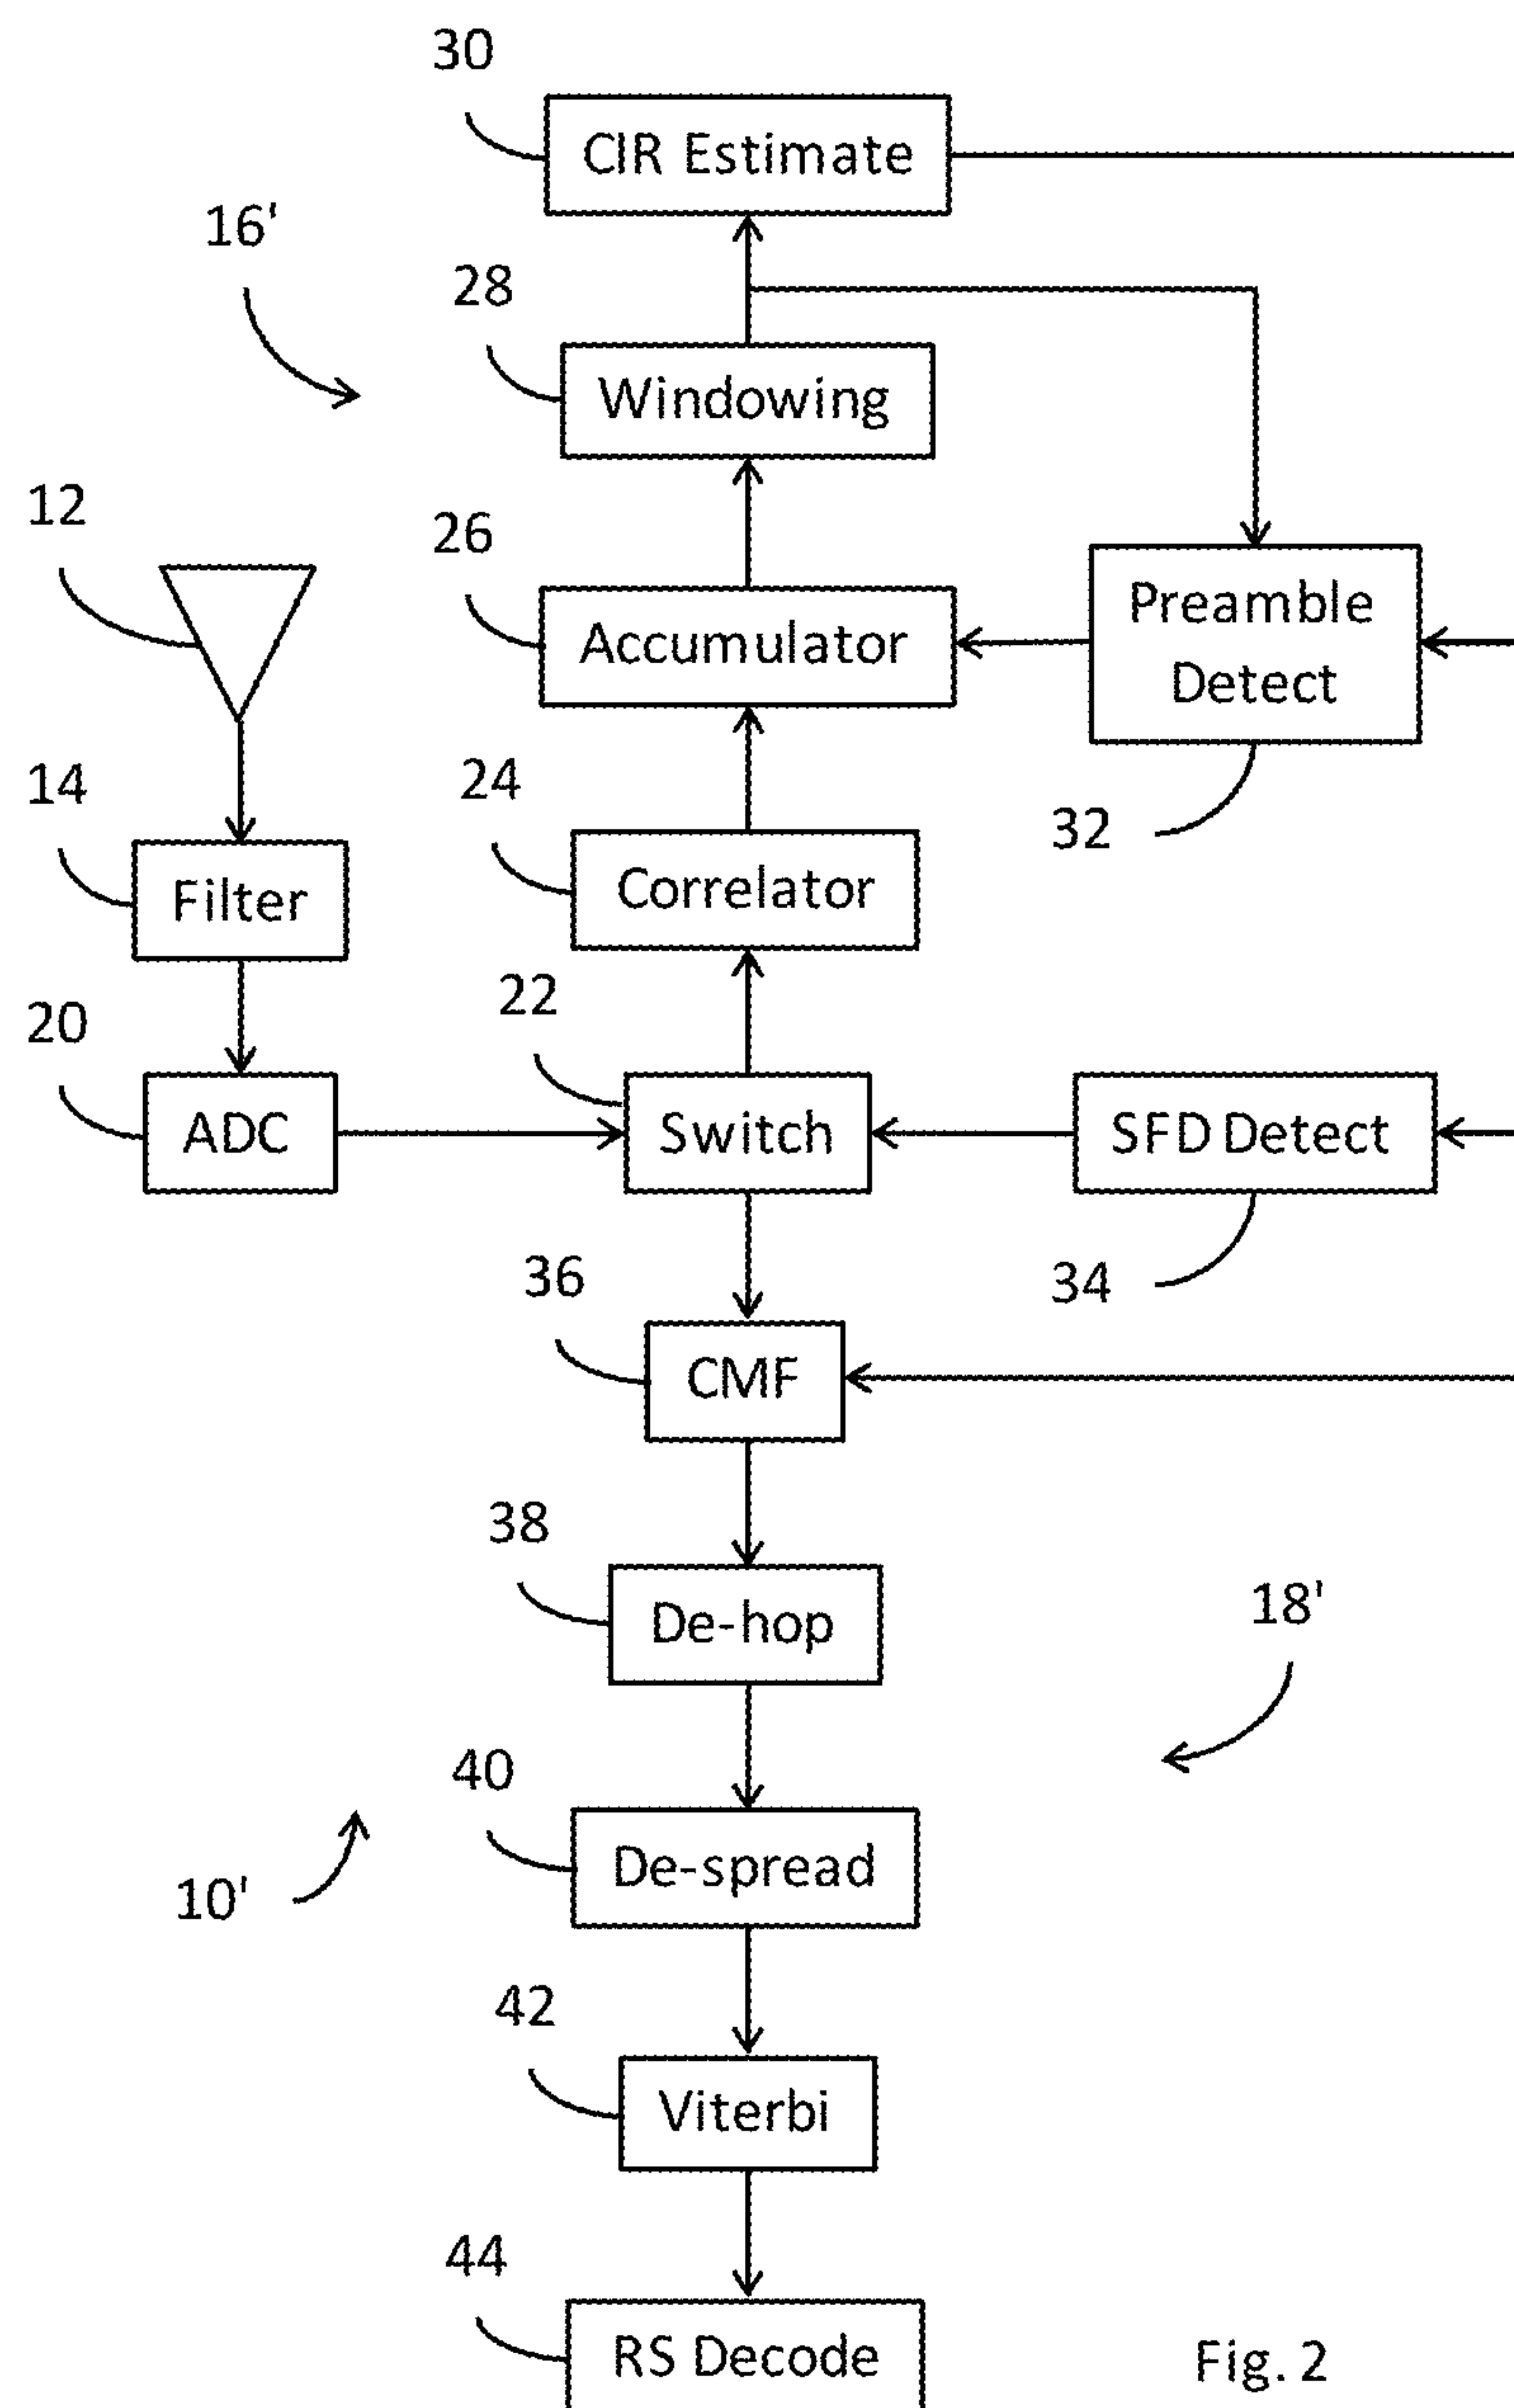 30
CIR Estimate
16'
28
Windowing
12
26
Accumulator
Preamble
Detect
14
24
32
Filter
Correlator
20
22
ADC
Switch
SFD Detect
36
34
CMF
38
De-hop
18'
40
De-spread
10'
42
Viterbi
44
RS Decode
Fig. 2